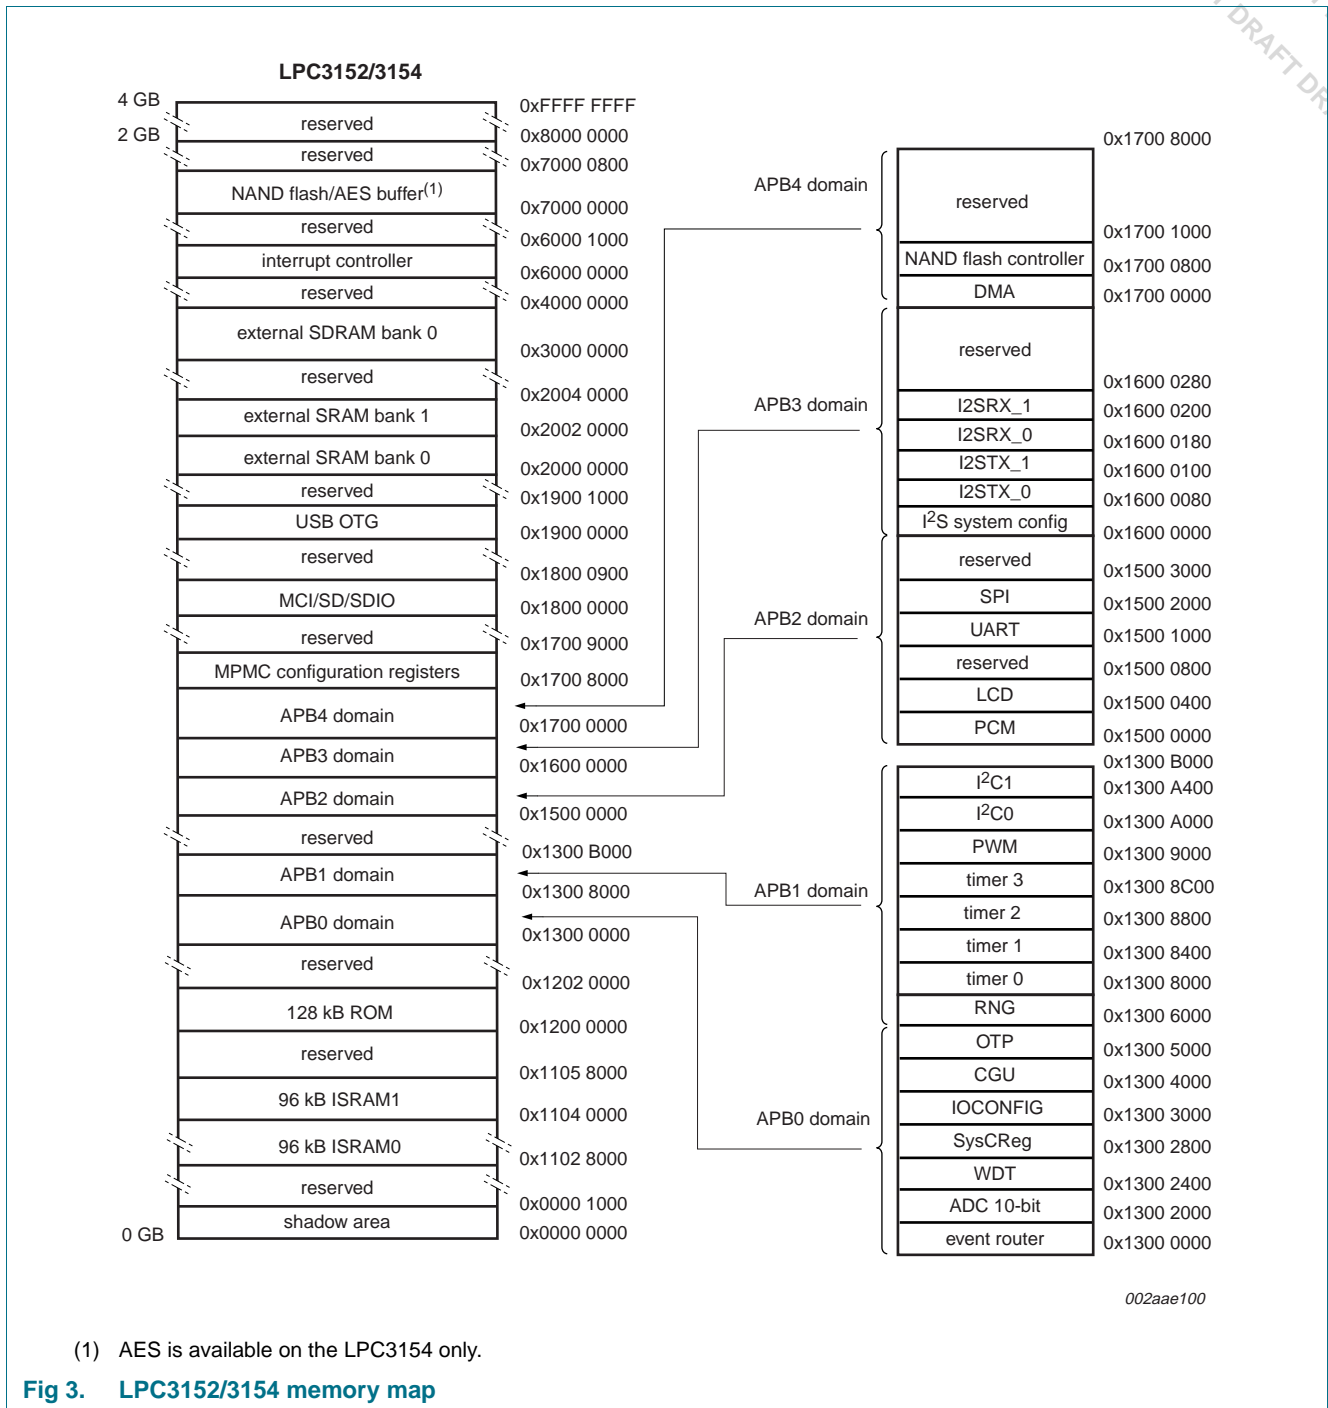 DRAFT DR
LPC3152/3154
4 GB
2 GB
0 GB
reserved
0xFFFF FFFF
0x8000 0000
reserved
0x7000 0800
NAND flash/AES buffer(1)
0x7000 0000
reserved
0x6000 1000
interrupt controller
0x6000 0000
reserved
0x4000 0000
external SDRAM bank 0
0x3000 0000
reserved
0x2004 0000
external SRAM bank 1
0x2002 0000
external SRAM bank 0
0x2000 0000
reserved
0x1900 1000
USB OTG
0x1900 0000
reserved
0x1800 0900
MCI/SD/SDIO
0x1800 0000
reserved
0x1700 9000
MPMC configuration registers
0x1700 8000
APB4 domain
0x1700 0000
APB3 domain
0x1600 0000
APB2 domain
0x1500 0000
reserved
0x1300 B000
APB1 domain
0x1300 8000
APB0 domain
0x1300 0000
reserved
0x1202 0000
128 kB ROM
0x1200 0000
reserved
0x1105 8000
96 kB ISRAM1
0x1104 0000
96 kB ISRAM0
0x1102 8000
reserved
0x0000 1000
shadow area
0x0000 0000
0x1700 8000
APB4 domain
reserved
0x1700 1000
NAND flash controller
0x1700 0800
DMA
0x1700 0000
APB3 domain
reserved
0x1600 0280
I2SRX_1
0x1600 0200
I2SRX_0
0x1600 0180
I2STX_1
0x1600 0100
I2STX_0
0x1600 0080
I2S system config
0x1600 0000
APB2 domain
reserved
0x1500 3000
SPI
0x1500 2000
UART
0x1500 1000
reserved
0x1500 0800
LCD
0x1500 0400
PCM
0x1500 0000
0x1300 B000
APB1 domain
I2C1
0x1300 A400
I2C0
0x1300 A000
PWM
0x1300 9000
timer 3
0x1300 8C00
timer 2
0x1300 8800
timer 1
0x1300 8400
timer 0
0x1300 8000
RNG
0x1300 6000
APB0 domain
OTP
0x1300 5000
CGU
0x1300 4000
IOCONFIG
0x1300 3000
SysCReg
0x1300 2800
WDT
0x1300 2400
ADC 10-bit
0x1300 2000
event router
0x1300 0000
002aae100
(1) AES is available on the LPC3154 only.
Fig 3. LPC3152/3154 memory map